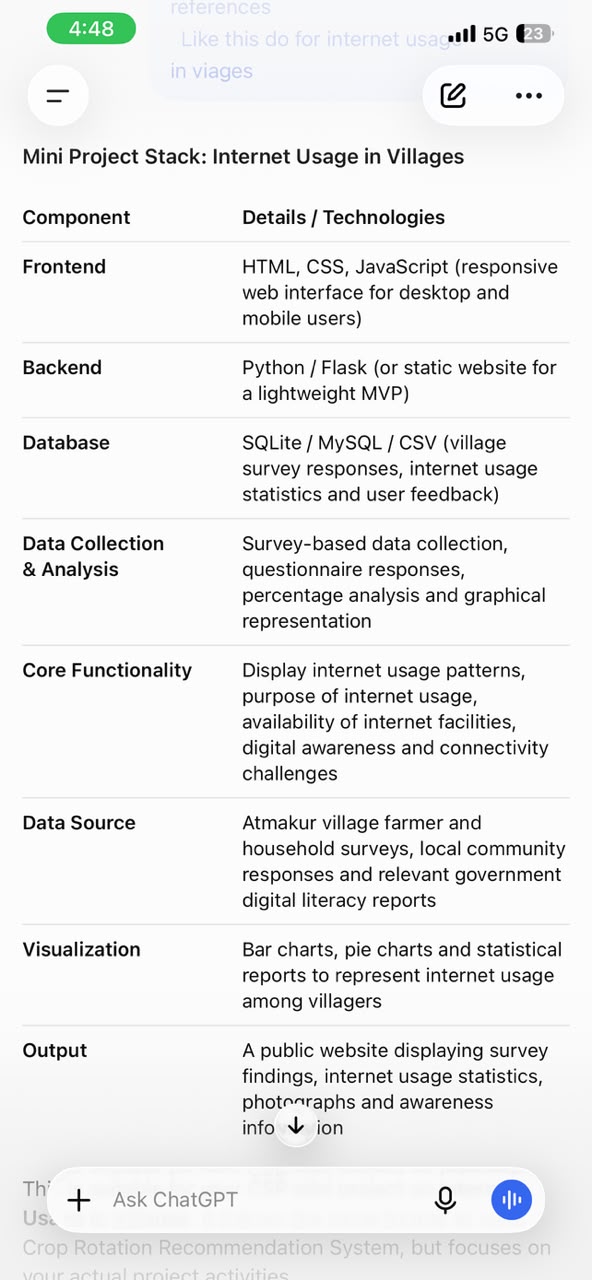 references
4:48
5G 23
Like this do for internet usage
in viages
Mini Project Stack: Internet Usage in Villages
Component Details / Technologies
Frontend HTML, CSS, JavaScript (responsive
web interface for desktop and
mobile users)
Backend Python / Flask (or static website for
a lightweight MVP)
Database SQLite / MySQL / CSV (village
survey responses, internet usage
statistics and user feedback)
Data Collection Survey-based data collection,
& Analysis questionnaire responses,
percentage analysis and graphical
representation
Core Functionality Display internet usage patterns,
purpose of internet usage,
availability of internet facilities,
digital awareness and connectivity
challenges
Data Source Atmakur village farmer and
household surveys, local community
responses and relevant government
digital literacy reports
Visualization Bar charts, pie charts and statistical
reports to represent internet usage
among villagers
Output A public website displaying survey
findings, internet usage statistics,
photographs and awareness
Ask ChatGPT
Crop Rotation Recommendation System, but focuses on
your actual project activities